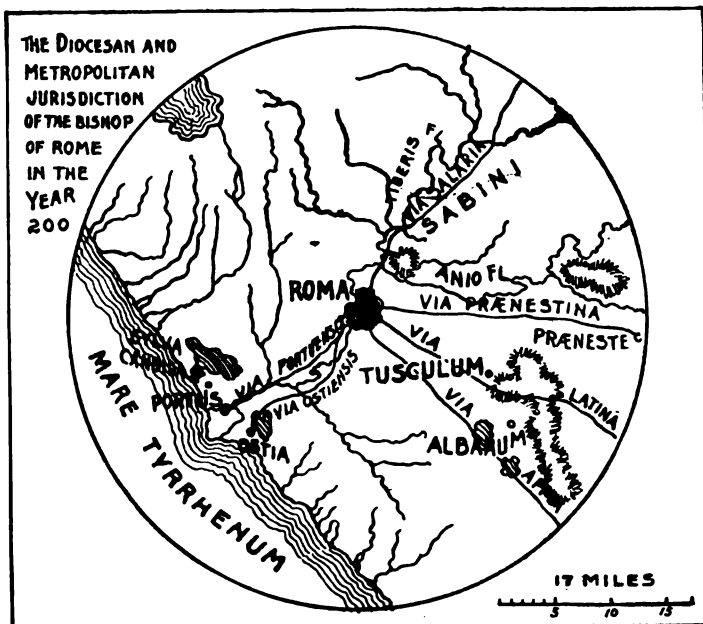 THE DIOCESAN AND
METROPOLITAN
JURISDICTION
OF THE BISHOP
OF ROME
IN THE
YEAR
200
TIBERIS F.
VIA SALARIA
SABINI
ANIO FL.
ROMA
VIA PRÆNESTINA
PRÆNESTE
VIA LATINA
TUSCULUM
VIA
ALBANUM
VIA PORTUENSIS
VIA OSTIENSIS
PORTUS
OSTIA
MARE TYRRHENUM
17 MILES
5 10 15